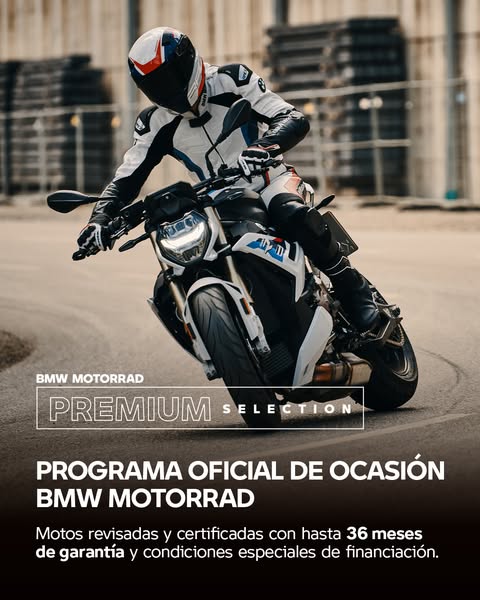 BMW MOTORRAD
PREMIUM SELECTION
PROGRAMA OFICIAL DE OCASIÓN
BMW MOTORRAD
Motos revisadas y certificadas con hasta 36 meses
de garantía y condiciones especiales de financiación.